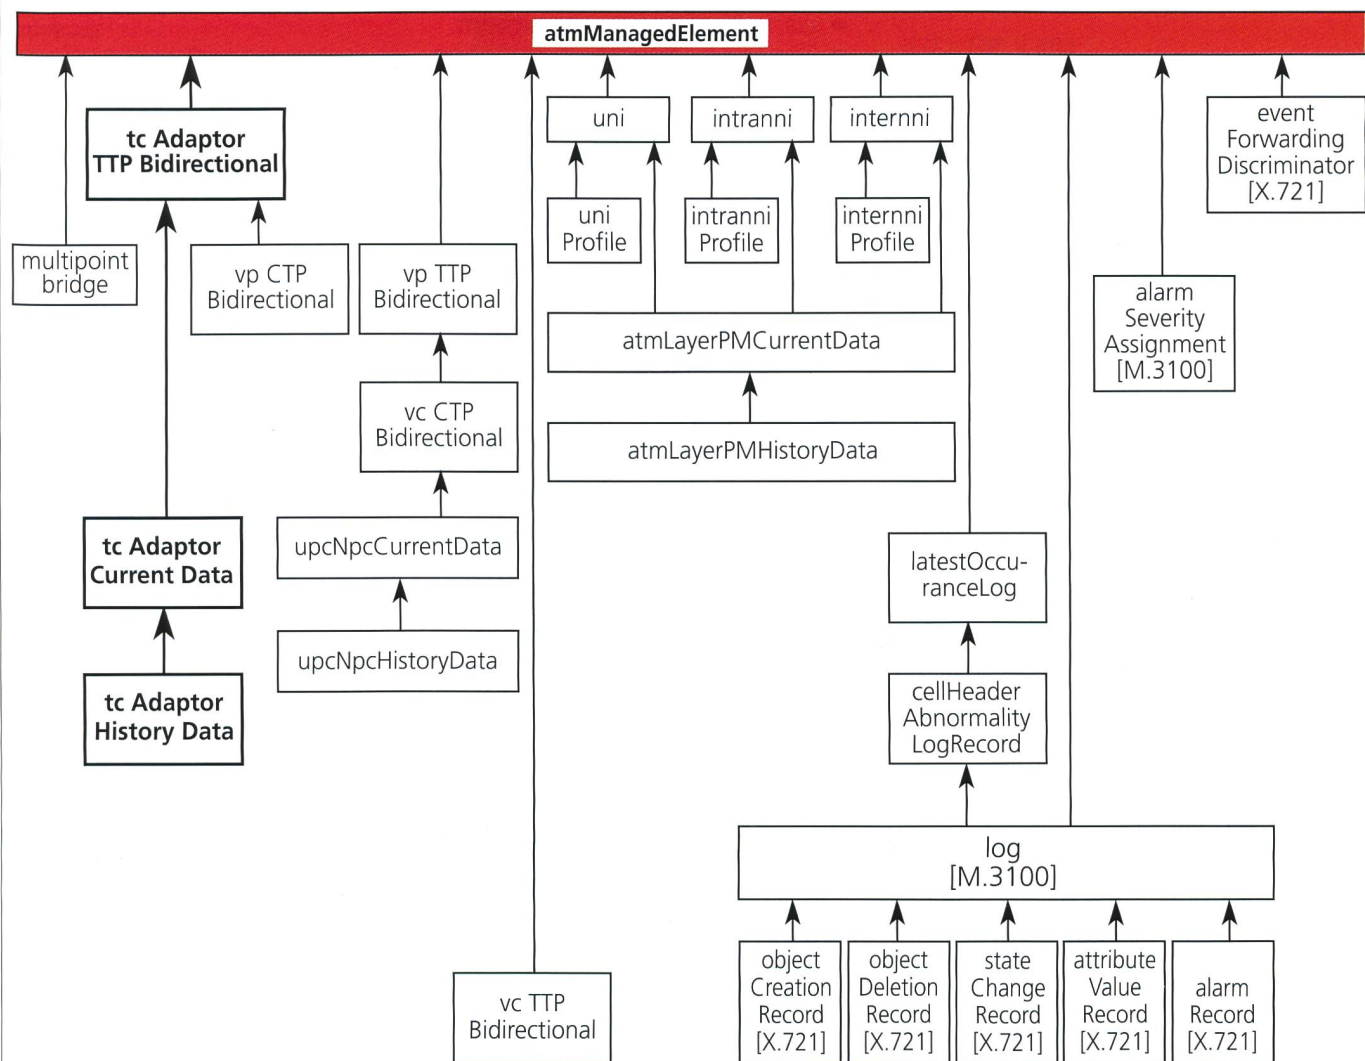 atmManagedElement
tc Adaptor
TTP Bidirectional
uni
intranni
internni
event
Forwarding
Discriminator
[X.721]
multipoint
bridge
vp CTP
Bidirectional
vp TTP
Bidirectional
uni
Profile
intranni
Profile
internni
Profile
alarm
Severity
Assignment
[M.3100]
atmLayerPMCurrentData
vc CTP
Bidirectional
atmLayerPMHistoryData
tc Adaptor
Current Data
upcNpcCurrentData
latestOccu-
ranceLog
upcNpcHistoryData
tc Adaptor
History Data
cellHeader
Abnormality
LogRecord
log
[M.3100]
vc TTP
Bidirectional
object
Creation
Record
[X.721]
object
Deletion
Record
[X.721]
state
Change
Record
[X.721]
attribute
Value
Record
[X.721]
alarm
Record
[X.721]